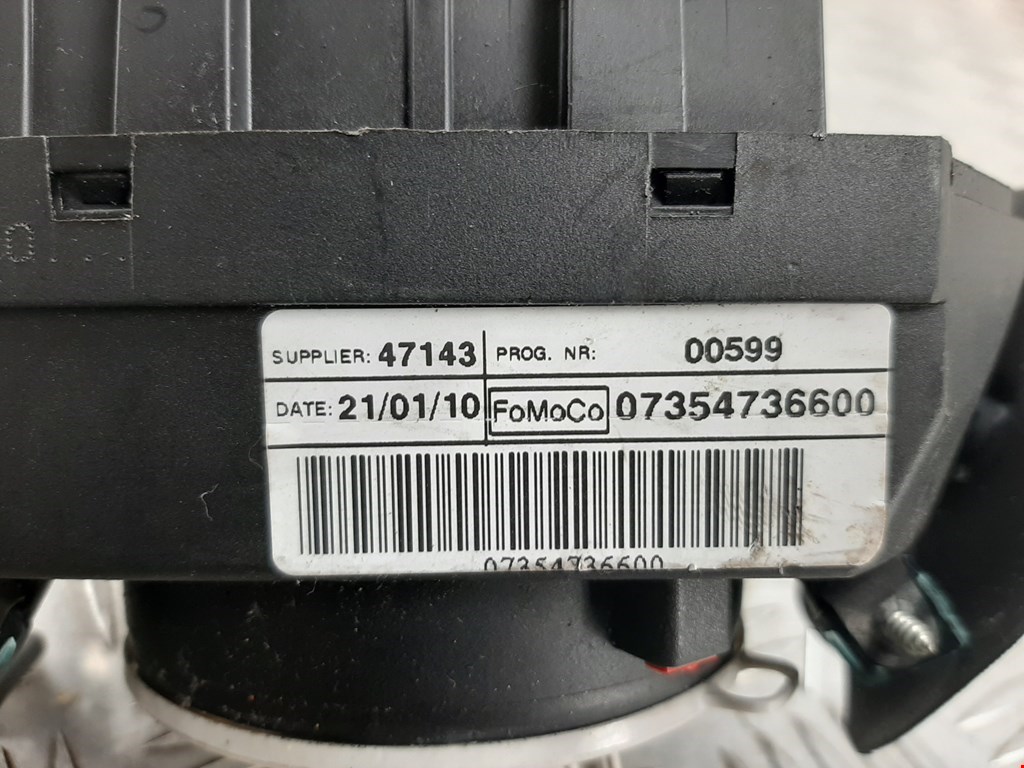 SUPPLIER: 47143 PROG. NR: 00599
DATE: 21/01/10 FoMoCo 07354736600
07354736600